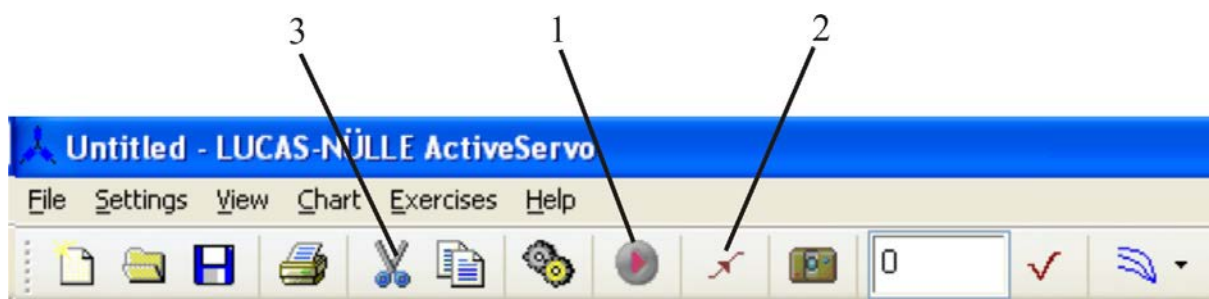 3 1 2
Untitled - LUCAS-NÜLLE ActiveServo
File Settings View Chart Exercises Help
0